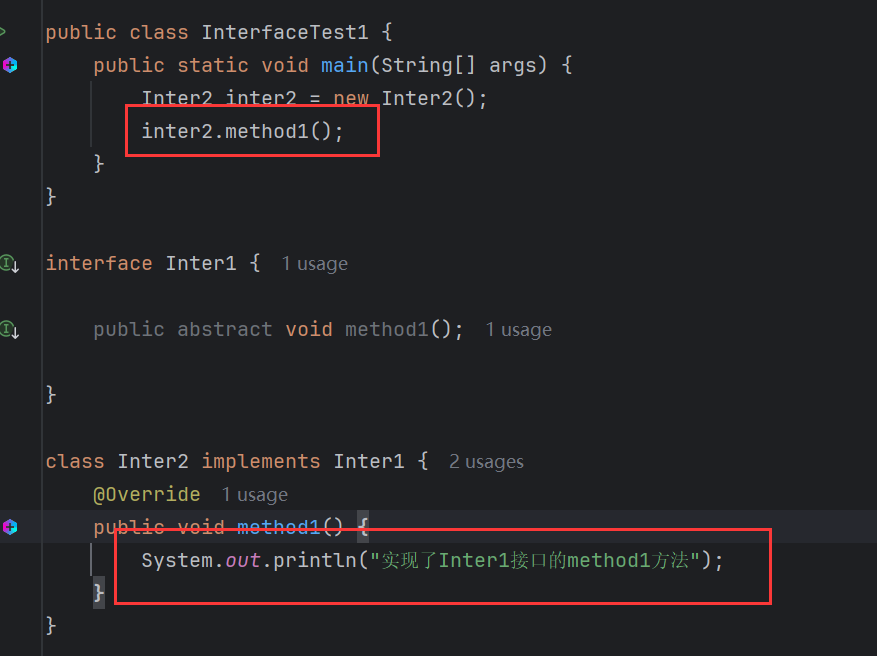 public class InterfaceTest1 {
    public static void main(String[] args) {
        Inter2 inter2 = new Inter2();
        inter2.method1();
    }
}
interface Inter1 {  1 usage
    public abstract void method1();  1 usage
}
class Inter2 implements Inter1 {  2 usages
    @Override  1 usage
    public void method1() {
        System.out.println("实现了Inter1接口的method1方法");
    }
}